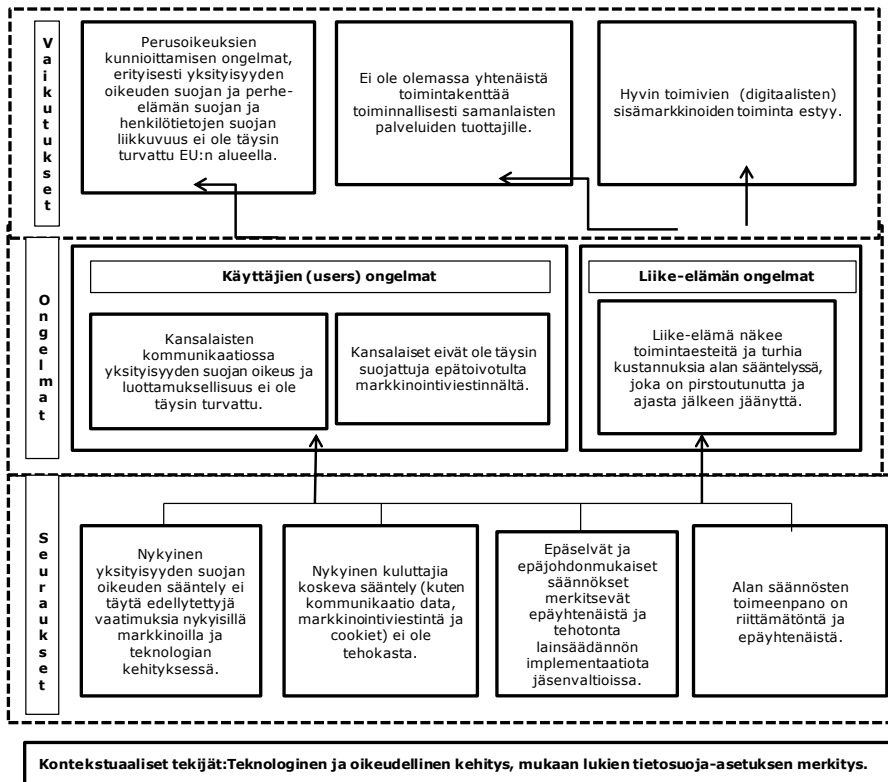 Vaikutukset
Perusoikeuksien
kunnioittamisen ongelmat,
erityisesti yksityisyyden
oikeuden suojan ja perhe-
elämän suojan ja
henkilötietojen suojan
liikkuvuus ei ole täysin
turvattu EU:n alueella.
Ei ole olemassa yhtenäistä
toimintakenttää
toiminnallisesti samanlaisten
palveluiden tuottajille.
Hyvin toimivien (digitaalisten)
sisämarkkinoiden toiminta estyy.
Ongelmat
Käyttäjien (users) ongelmat
Kansalaisten
kommunikaatiossa
yksityisyyden suojan oikeus ja
luottamuksellisuus ei ole
täysin turvattu.
Kansalaiset eivät ole täysin
suojattuja epätoivotulta
markkinointiviestinnältä.
Liike-elämän ongelmat
Liike-elämä näkee
toimintaesteitä ja turhia
kustannuksia alan sääntelyssä,
joka on pirstoutunutta ja
ajasta jälkeen jäänyttä.
Seuraukset
Nykyinen
yksityisyyden suojan
oikeuden sääntely ei
täytä edellytettyjä
vaatimuksia nykyisillä
markkinoilla ja
teknologian
kehityksessä.
Nykyinen kuluttajia
koskeva sääntely (kuten
kommunikaatio data,
markkinointiviestintä ja
cookiet) ei ole
tehokasta.
Epäselvät ja
epäjohdonmukaiset
säännökset
merkitsevät
epäyhtenäistä ja
tehotonta
lainsäädännön
implementaatiota
jäsenvaltioissa.
Alan säännösten
toimeenpano on
riittämätöntä ja
epäyhtenäistä.
Kontekstuaaliset tekijät:Teknologinen ja oikeudellinen kehitys, mukaan lukien tietosuoja-asetuksen merkitys.